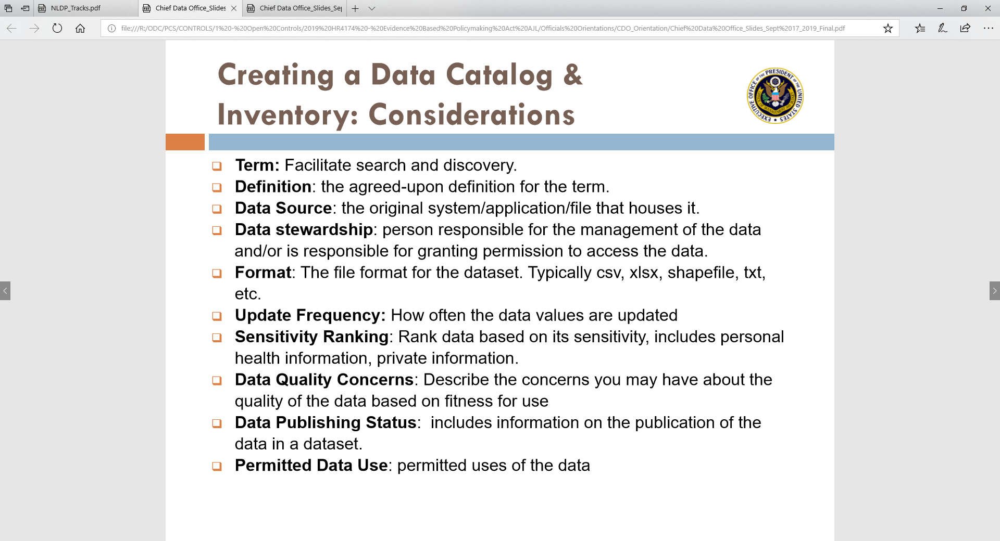 NLDP_Tracks.pdf
Chief Data Office_Slides
Chief Data Office_Slides_Se
file:///R:/ODC/PCS/CONTROLS/1%20-%20Open%20Controls/2019%20HR4174%20-%20Evidence%20Based%20Policymaking%20Act%20AJL/Officials%20Orientations/CDO_Orientation/Chief%20Data%20Office_Slides_Sept%2017_2019_Final.pdf
Creating a Data Catalog &
Inventory: Considerations
EXECUTIVE OFFICE OF THE PRESIDENT OF THE UNITED STATES
OFFICE OF MANAGEMENT AND BUDGET
❑ Term: Facilitate search and discovery.
❑ Definition: the agreed-upon definition for the term.
❑ Data Source: the original system/application/file that houses it.
❑ Data stewardship: person responsible for the management of the data
and/or is responsible for granting permission to access the data.
❑ Format: The file format for the dataset. Typically csv, xlsx, shapefile, txt,
etc.
❑ Update Frequency: How often the data values are updated
❑ Sensitivity Ranking: Rank data based on its sensitivity, includes personal
health information, private information.
❑ Data Quality Concerns: Describe the concerns you may have about the
quality of the data based on fitness for use
❑ Data Publishing Status:  includes information on the publication of the
data in a dataset.
❑ Permitted Data Use: permitted uses of the data